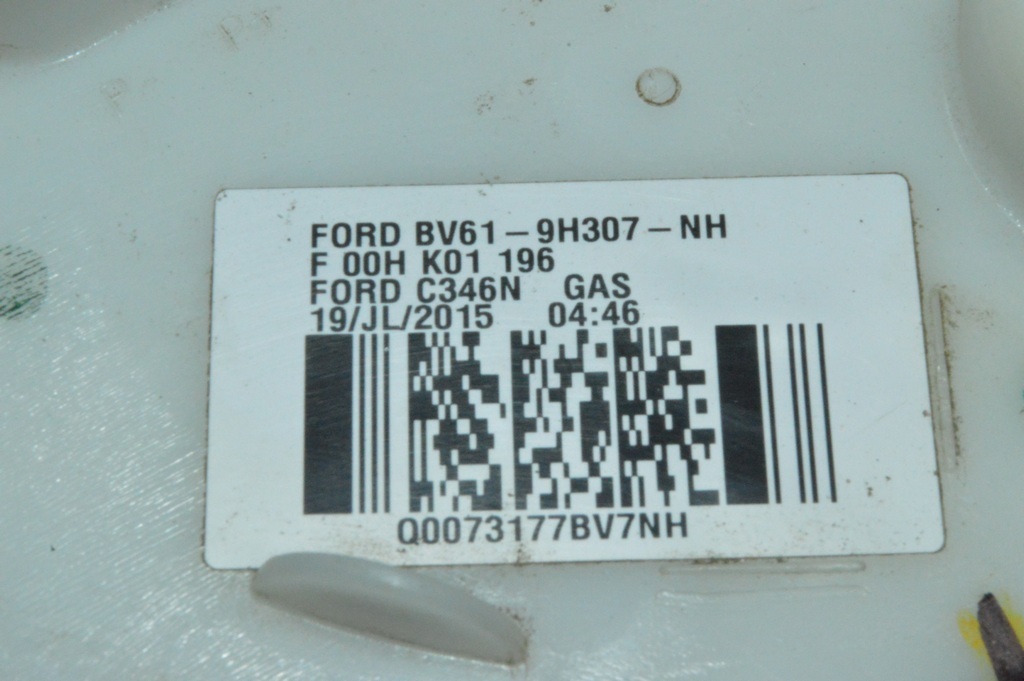 FORD BV61-9H307-NH
F 00H K01 196
FORD C346N GAS
19/JL/2015 04:46
Q0073177BV7NH